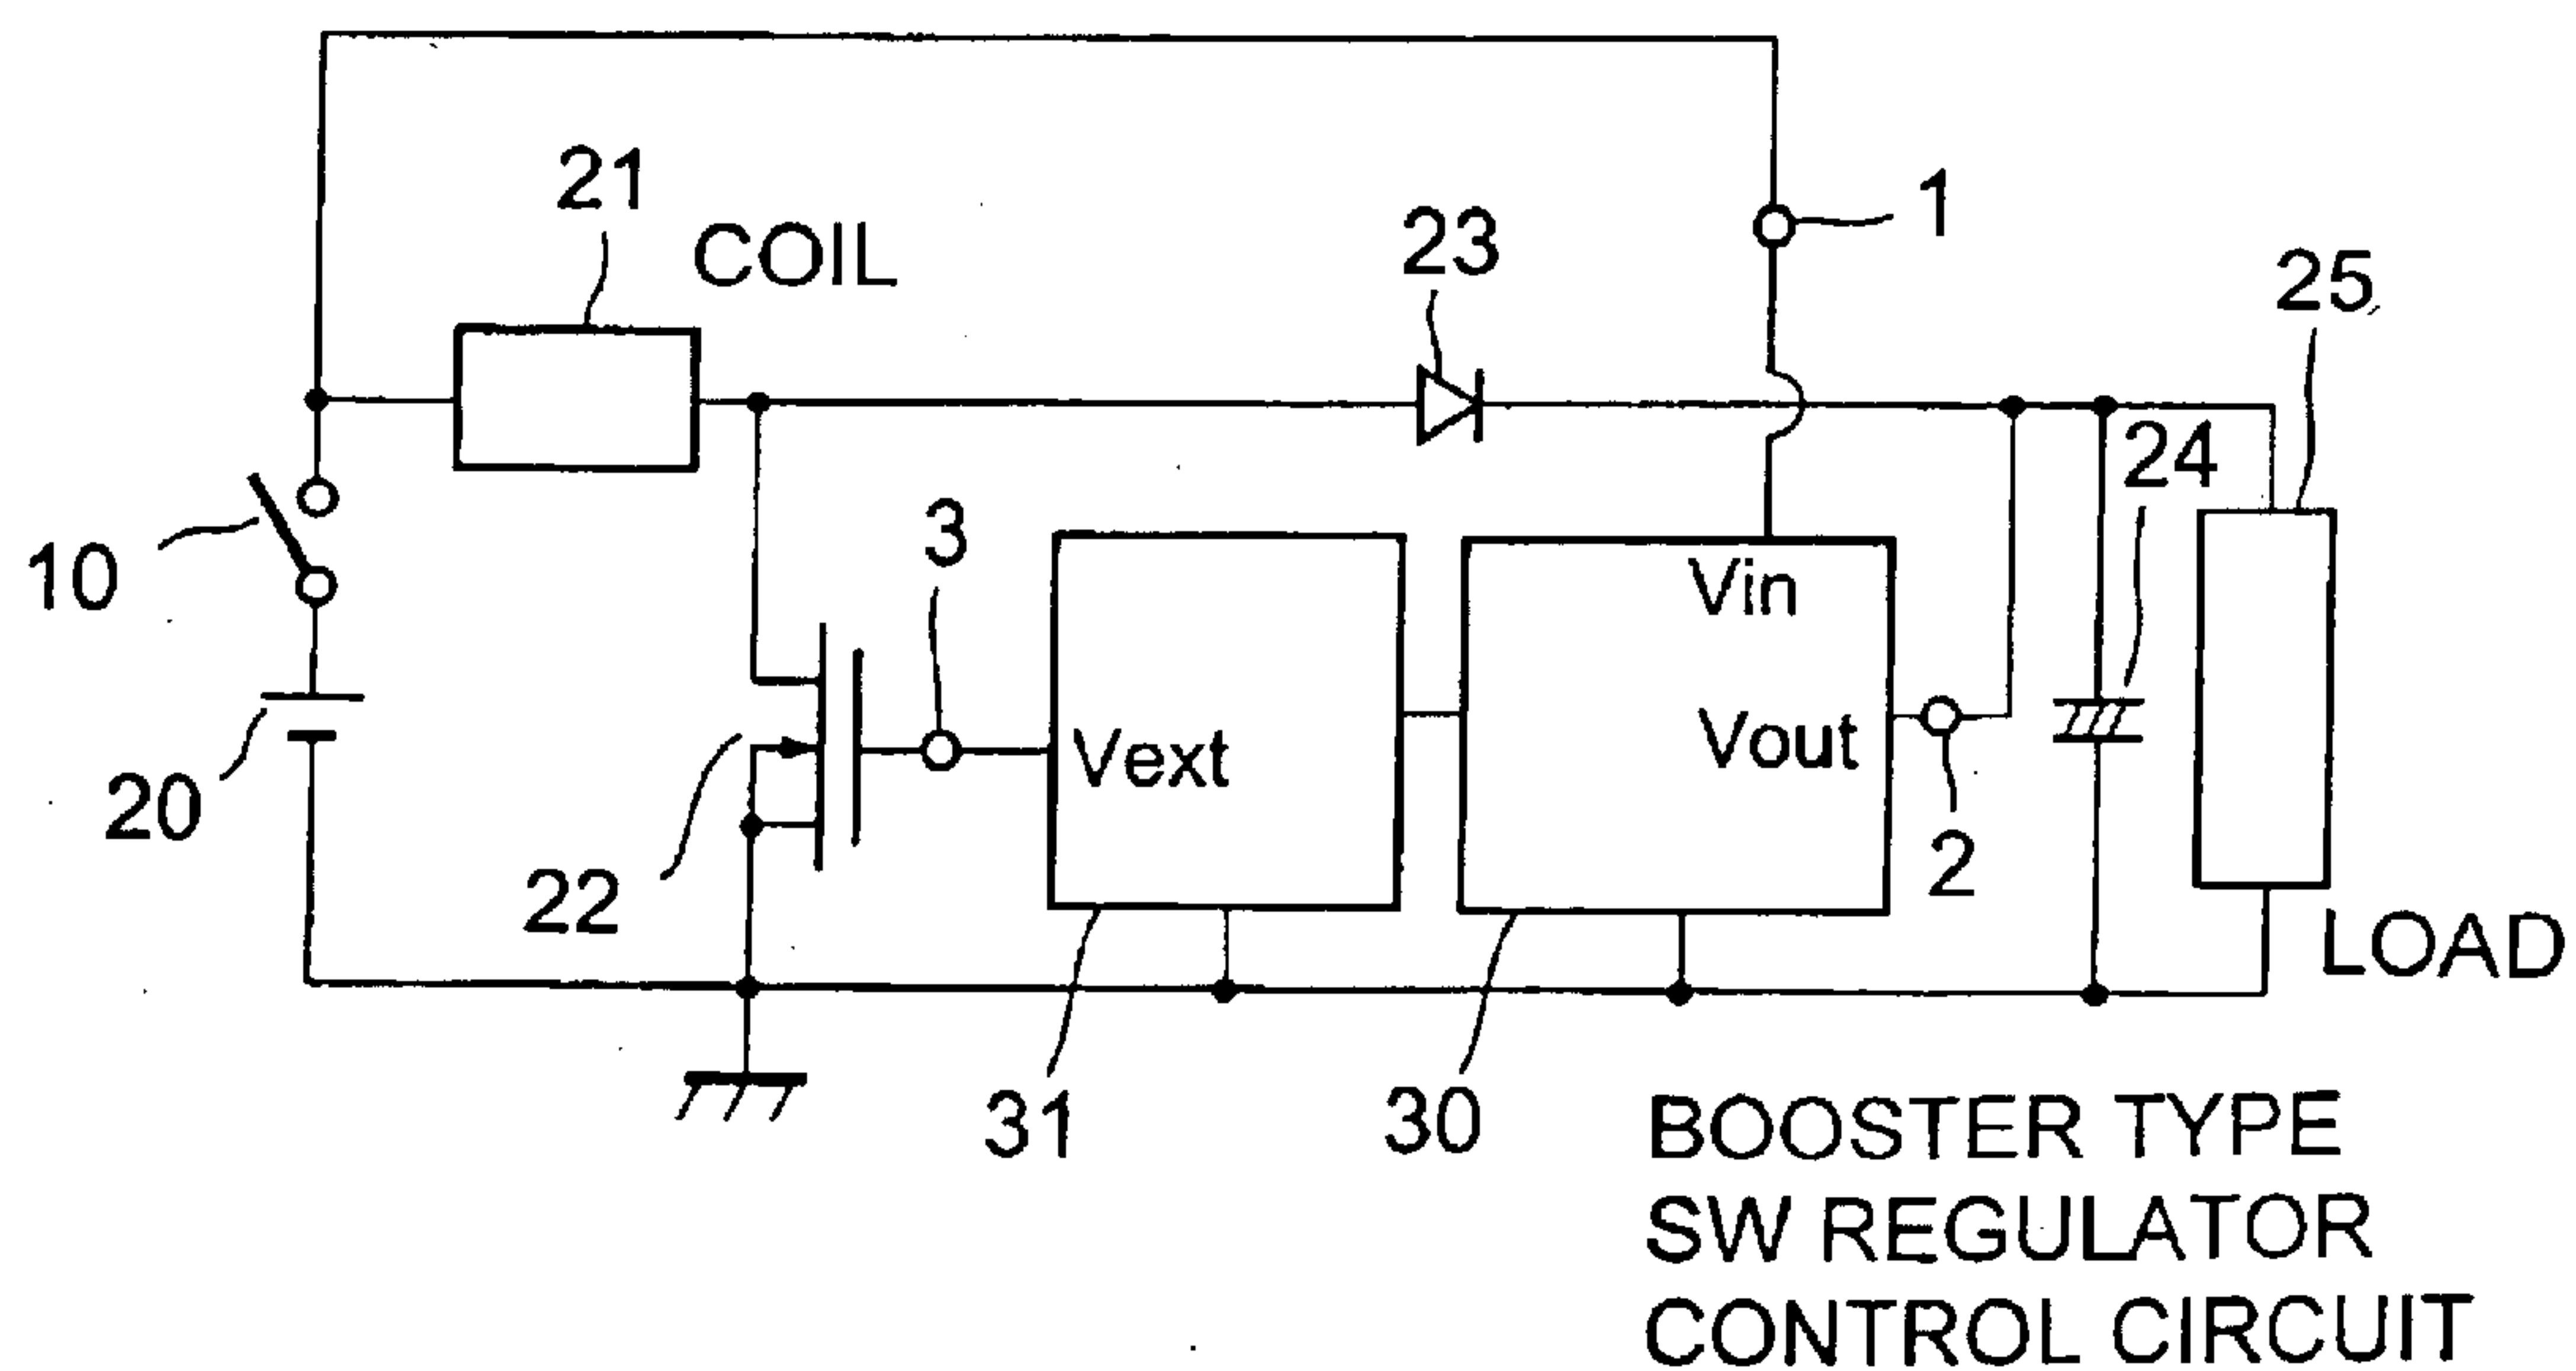 21
COIL
23
1
25
24
10
3
Vin
Vext
Vout
20
22
2
LOAD
31
30
BOOSTER TYPE
SW REGULATOR
CONTROL CIRCUIT